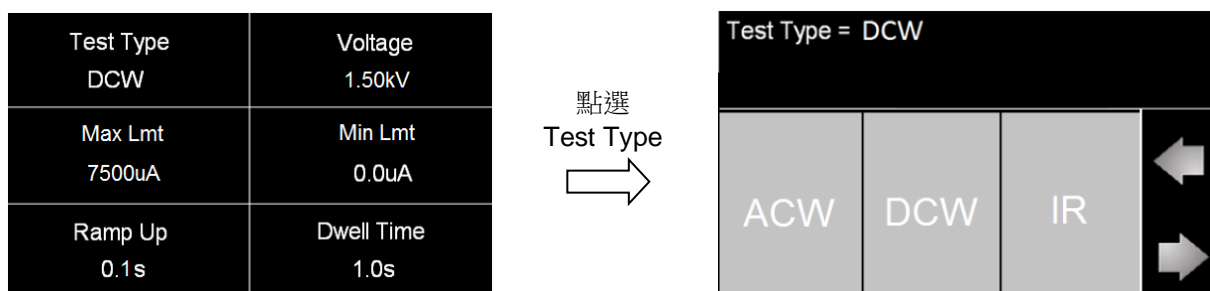 Test Type
DCW
Voltage
1.50kV
Max Lmt
7500uA
Min Lmt
0.0uA
Ramp Up
0.1s
Dwell Time
1.0s
點選
Test Type
Test Type = DCW
ACW
DCW
IR